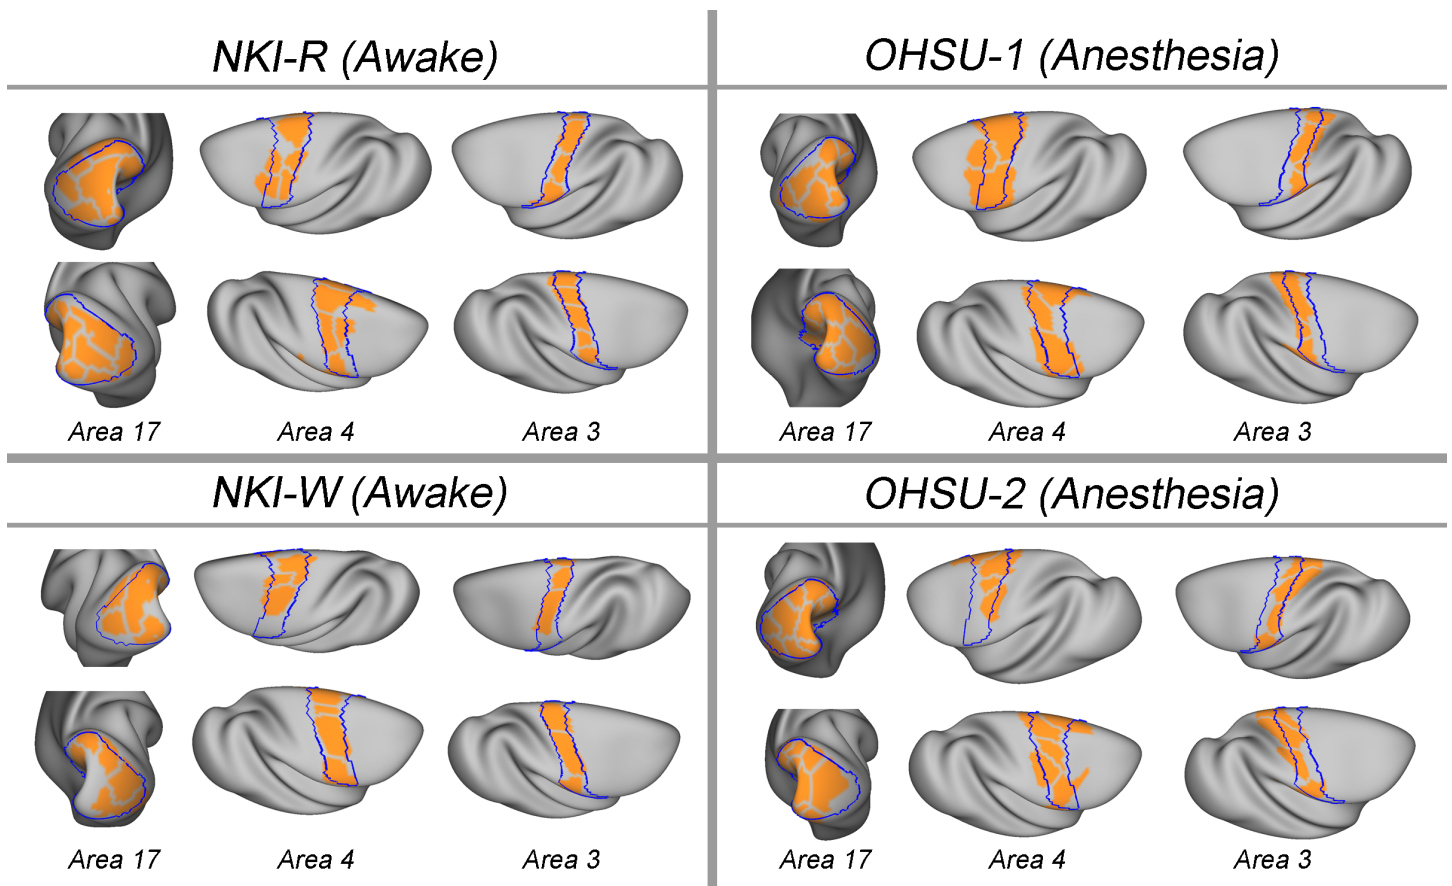 NKI-R (Awake)
OHSU-1 (Anesthesia)
Area 17
Area 4
Area 3
Area 17
Area 4
Area 3
NKI-W (Awake)
OHSU-2 (Anesthesia)
Area 17
Area 4
Area 3
Area 17
Area 4
Area 3